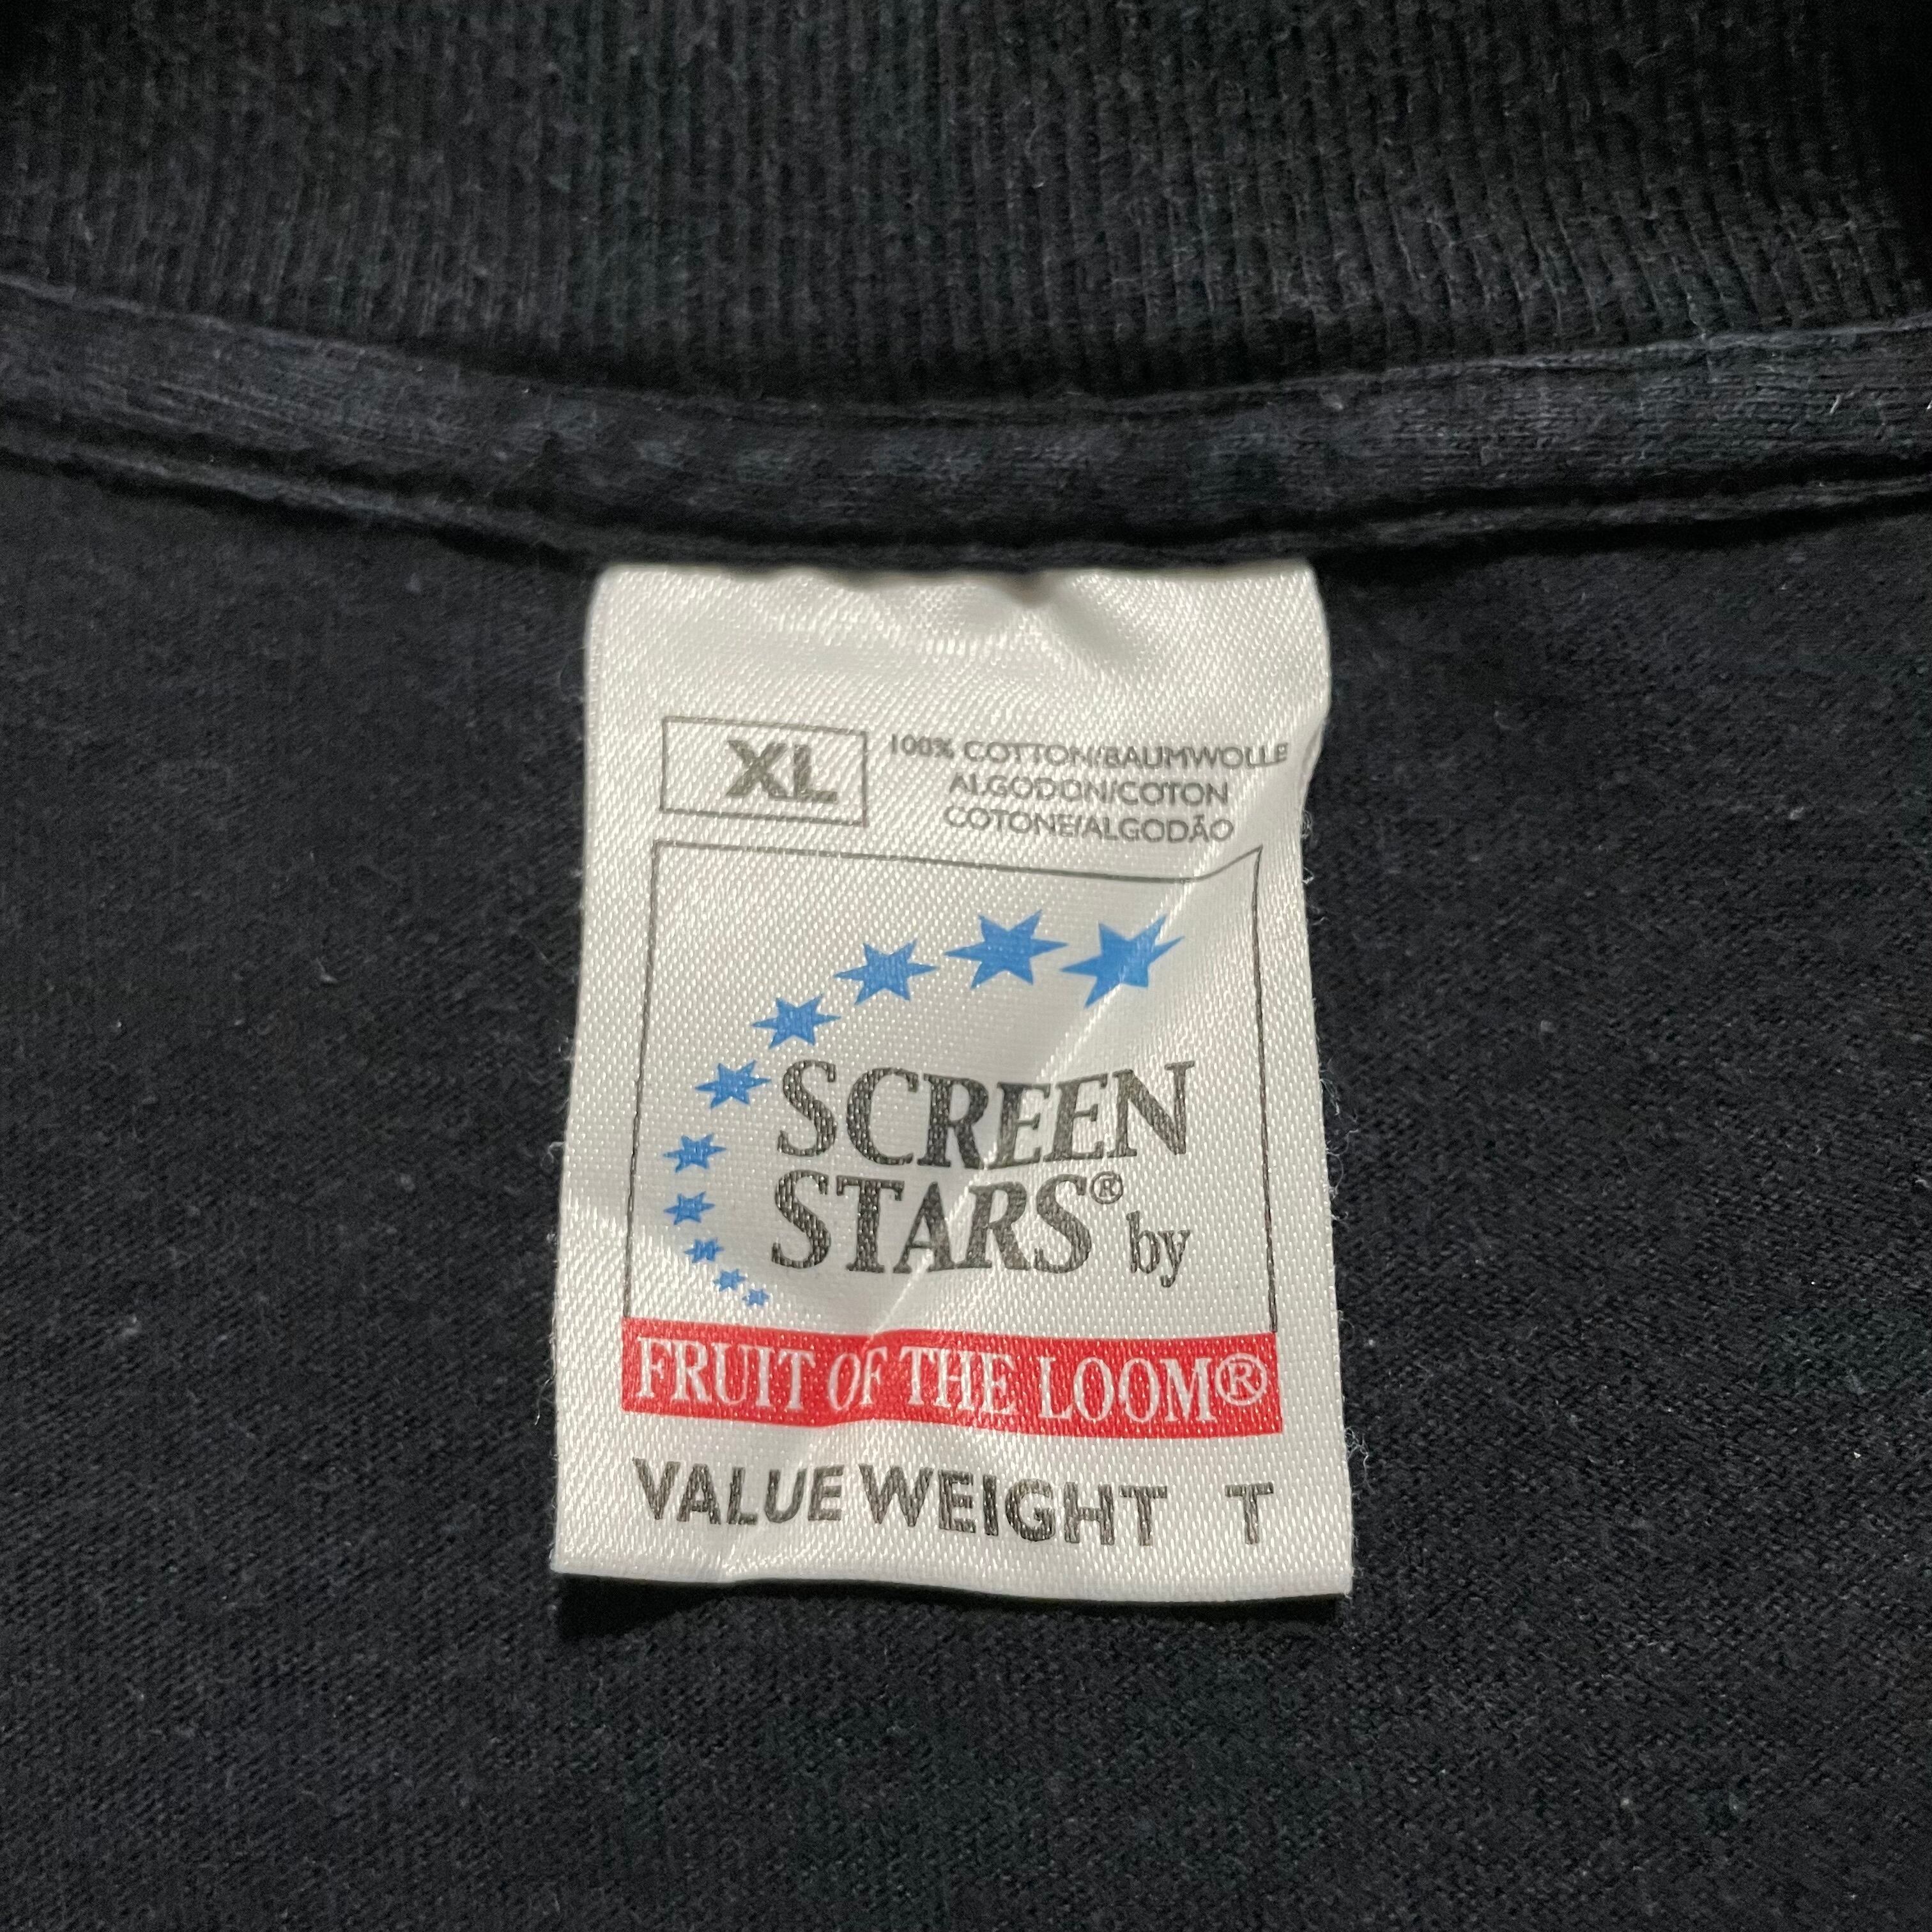 XL
100% COTTON/BAUMWOLLE
ALGODON/COTON
COTONE/ALGODÃO
SCREEN
STARS® by
FRUIT OF THE LOOM®
VALUE WEIGHT T